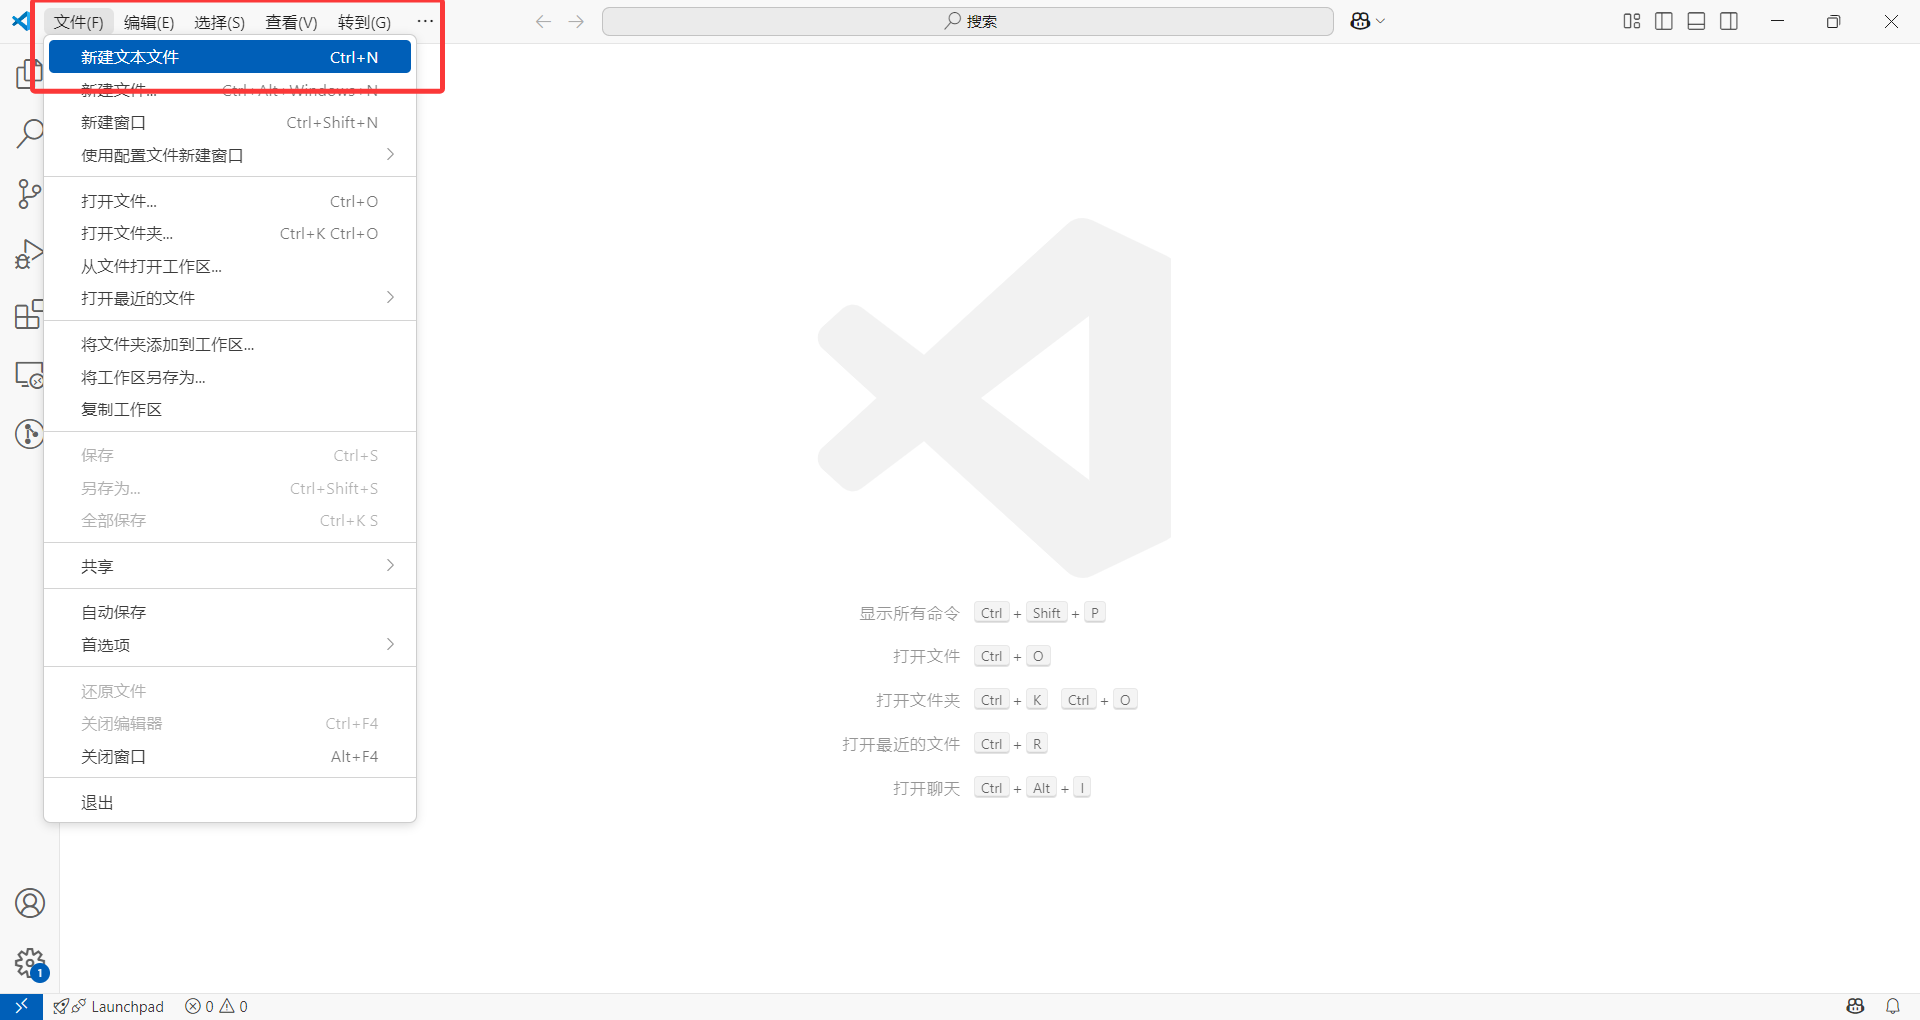 文件(F) 编辑(E) 选择(S) 查看(V) 转到(G) ··· 搜索
新建文本文件 Ctrl+N
新建文件... Ctrl+Alt+Windows+N
新建窗口 Ctrl+Shift+N
使用配置文件新建窗口
打开文件... Ctrl+O
打开文件夹... Ctrl+K Ctrl+O
从文件打开工作区...
打开最近的文件
将文件夹添加到工作区...
将工作区另存为...
复制工作区
保存 Ctrl+S
另存为... Ctrl+Shift+S
全部保存 Ctrl+K S
共享
自动保存
首选项
还原文件
关闭编辑器 Ctrl+F4
关闭窗口 Alt+F4
退出
显示所有命令 Ctrl + Shift + P
打开文件 Ctrl + O
打开文件夹 Ctrl + K Ctrl + O
打开最近的文件 Ctrl + R
打开聊天 Ctrl + Alt + I
1
Launchpad 0 0